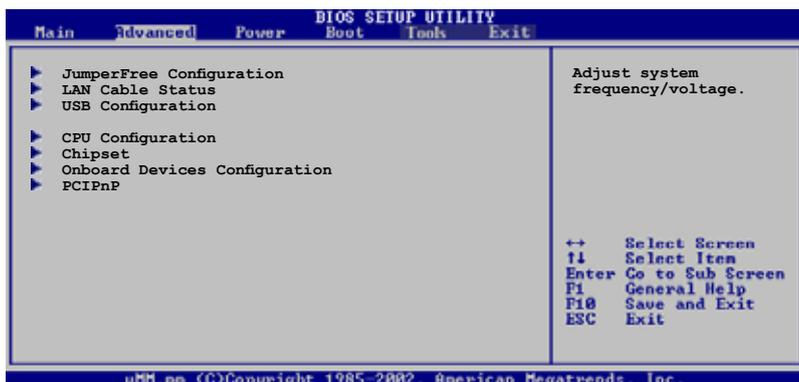 BIOS SETUP UTILITY
Main Advanced Power Boot Tools Exit
JumperFree Configuration
LAN Cable Status
USB Configuration
CPU Configuration
Chipset
Onboard Devices Configuration
PCIPnP
Adjust system
frequency/voltage.
↔ Select Screen
↑↓ Select Item
Enter Go to Sub Screen
F1 General Help
F10 Save and Exit
ESC Exit
(C)Copyright 1985-2002, American Megatrends, Inc.